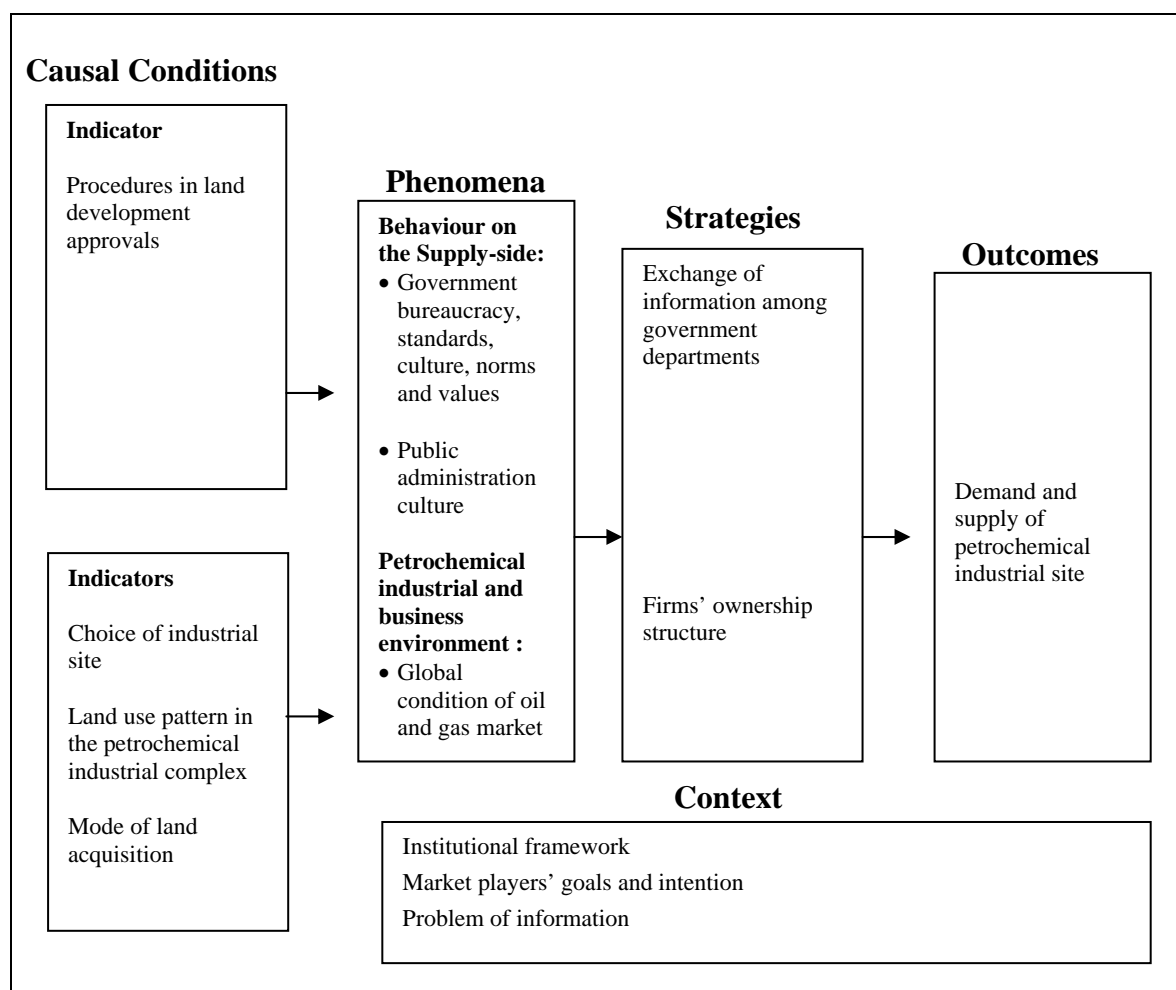 Causal Conditions
Indicator
Procedures in land
development
approvals
Indicators
Choice of industrial
site
Land use pattern in
the petrochemical
industrial complex
Mode of land
acquisition
Phenomena
Behaviour on
the Supply-side:
• Government
bureaucracy,
standards,
culture, norms
and values
• Public
administration
culture
Petrochemical
industrial and
business
environment :
• Global
condition of oil
and gas market
Strategies
Exchange of
information among
government
departments
Firms’ ownership
structure
Outcomes
Demand and
supply of
petrochemical
industrial site
Context
Institutional framework
Market players’ goals and intention
Problem of information